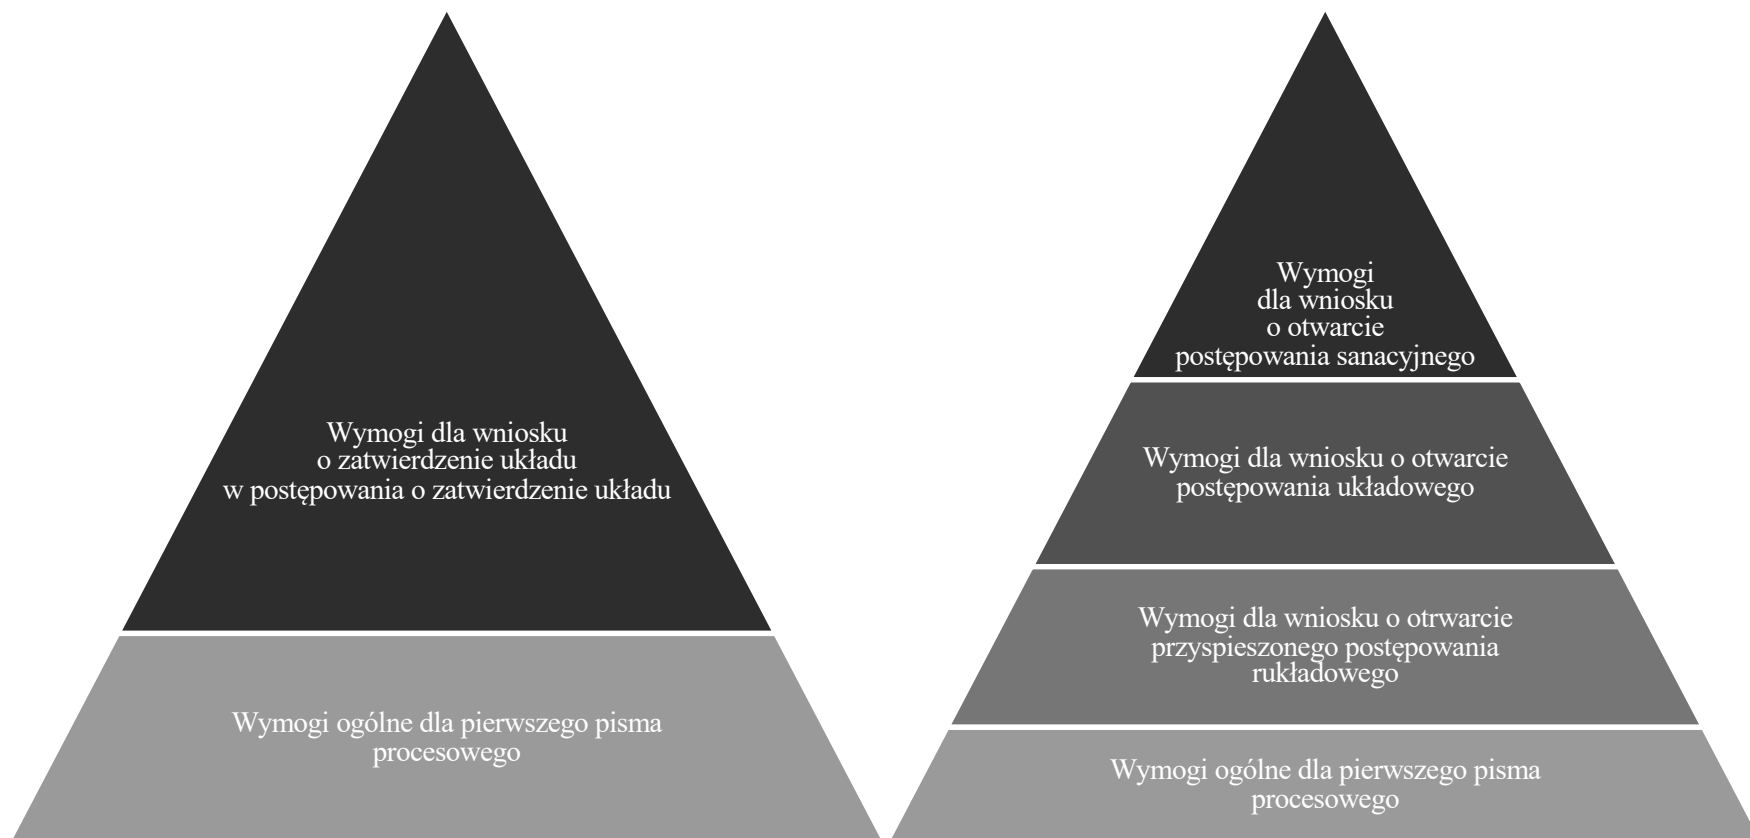 Wymogi dla wniosku
o zatwierdzenie układu
w postępowania o zatwierdzenie układu
Wymogi ogólne dla pierwszego pisma
procesowego
Wymogi
dla wniosku
o otwarcie
postępowania sanacyjnego
Wymogi dla wniosku o otwarcie
postępowania układowego
Wymogi dla wniosku o otrwarcie
przyspieszonego postępowania
rukładowego
Wymogi ogólne dla pierwszego pisma
procesowego